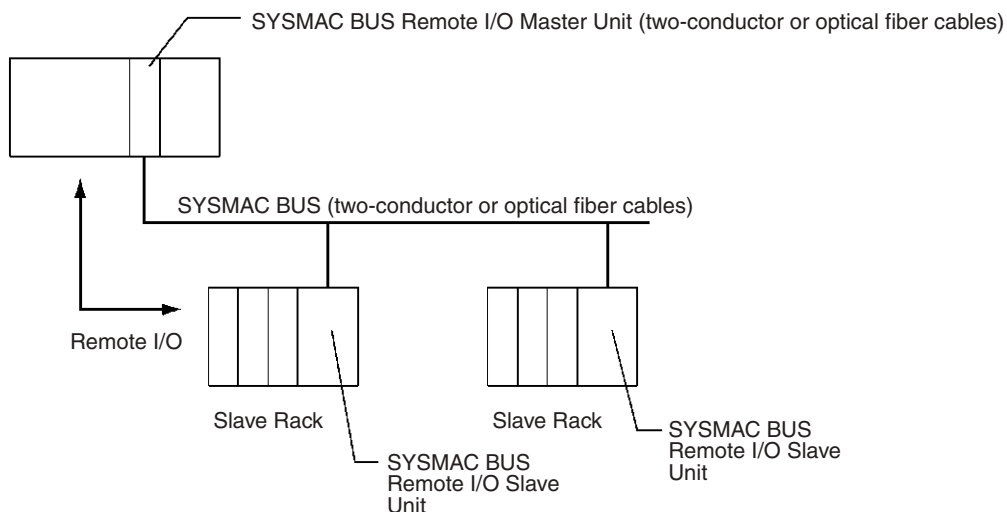 SYSMAC BUS Remote I/O Master Unit (two-conductor or optical fiber cables)
SYSMAC BUS (two-conductor or optical fiber cables)
Remote I/O
Slave Rack
SYSMAC BUS
Remote I/O Slave
Unit
Slave Rack
SYSMAC BUS
Remote I/O Slave
Unit